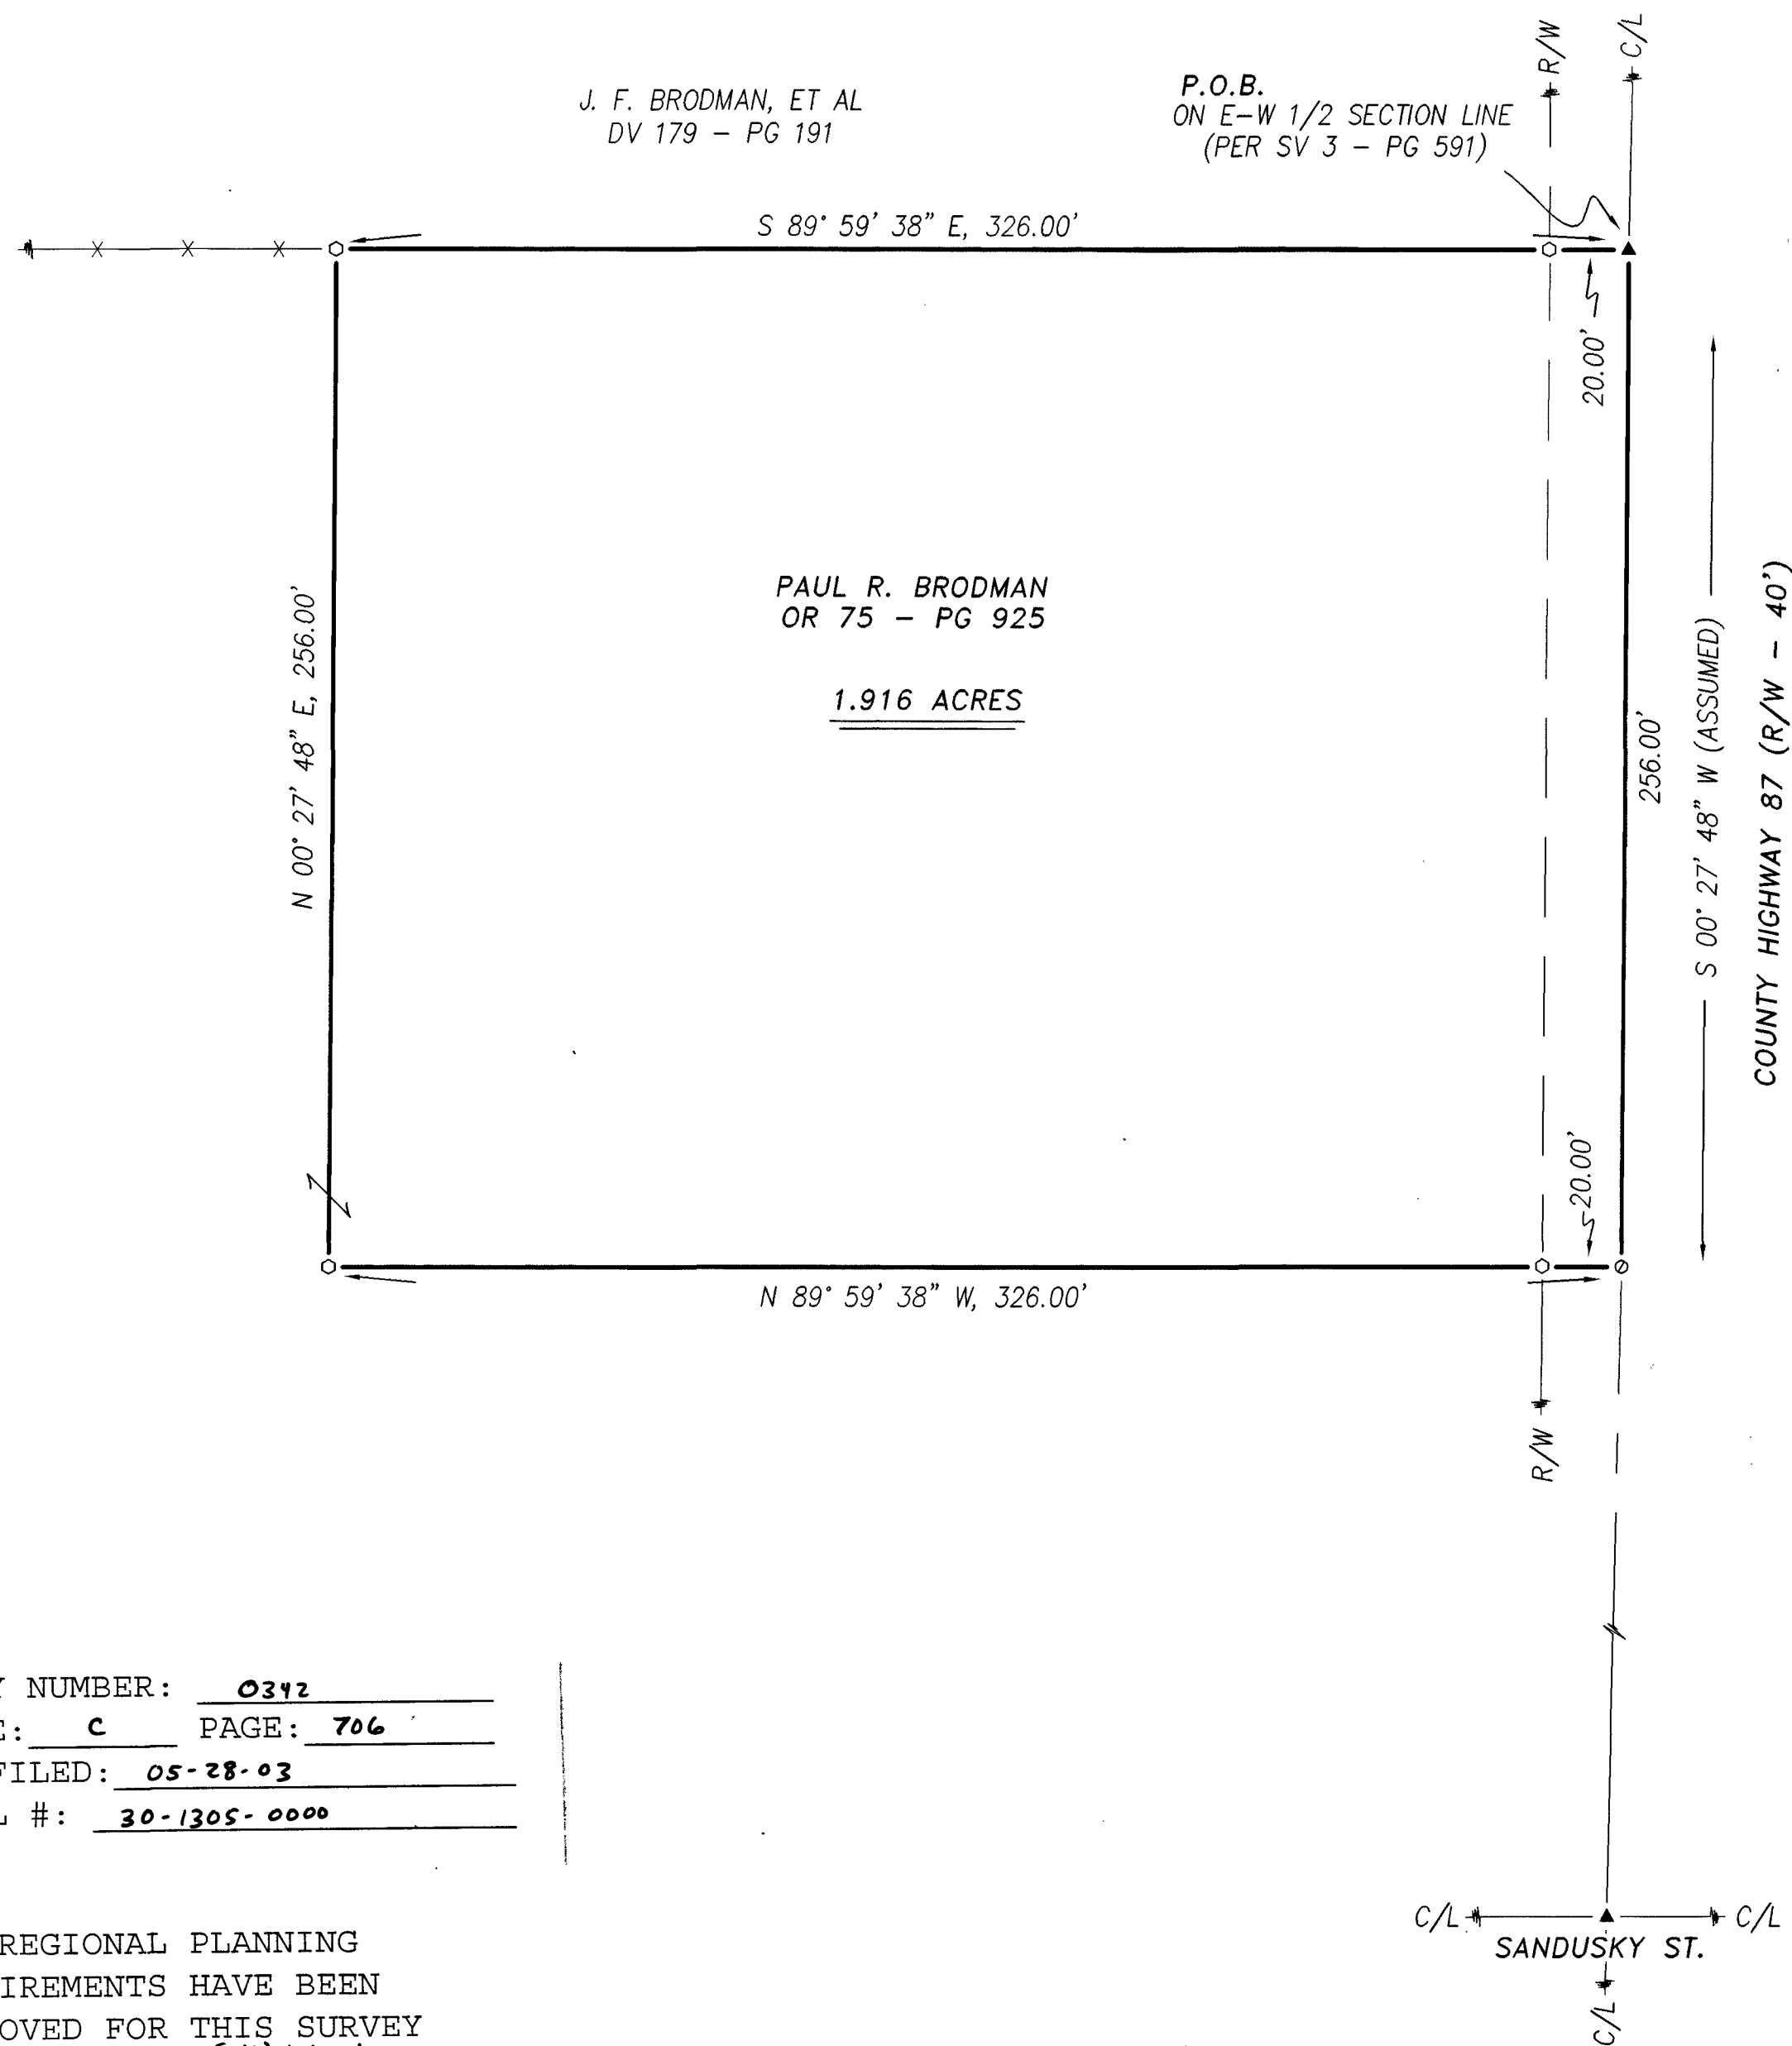 R/W
C/L
J. F. BRODMAN, ET AL
DV 179 – PG 191
P.O.B.
ON E–W 1/2 SECTION LINE
(PER SV 3 – PG 591)
S 89° 59' 38" E, 326.00'
20.00'
N 00° 27' 48" E, 256.00'
PAUL R. BRODMAN
OR 75 – PG 925
1.916 ACRES
256.00'
S 00° 27' 48" W (ASSUMED)
COUNTY HIGHWAY 87 (R/W – 40')
20.00'
N 89° 59' 38" W, 326.00'
R/W
Y NUMBER: 0342
E: C PAGE: 706
FILED: 05-28-03
L #: 30-1305-0000
C/L C/L
SANDUSKY ST.
C/L
REGIONAL PLANNING
IREMENTS HAVE BEEN
OVED FOR THIS SURVEY